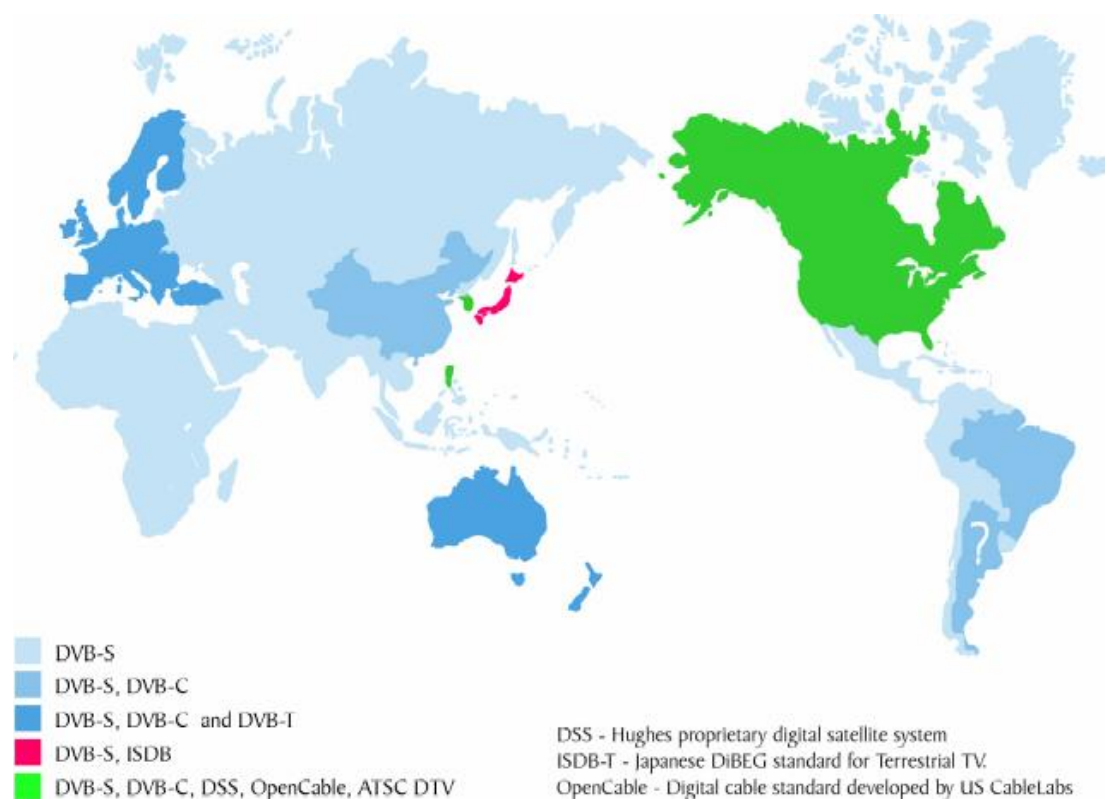 ?
DVB-S
DVB-S, DVB-C
DVB-S, DVB-C and DVB-T
DVB-S, ISDB
DVB-S, DVB-C, DSS, OpenCable, ATSC DTV
DSS - Hughes proprietary digital satellite system
ISDB-T - Japanese DiBEG standard for Terrestrial TV.
OpenCable - Digital cable standard developed by US CableLabs